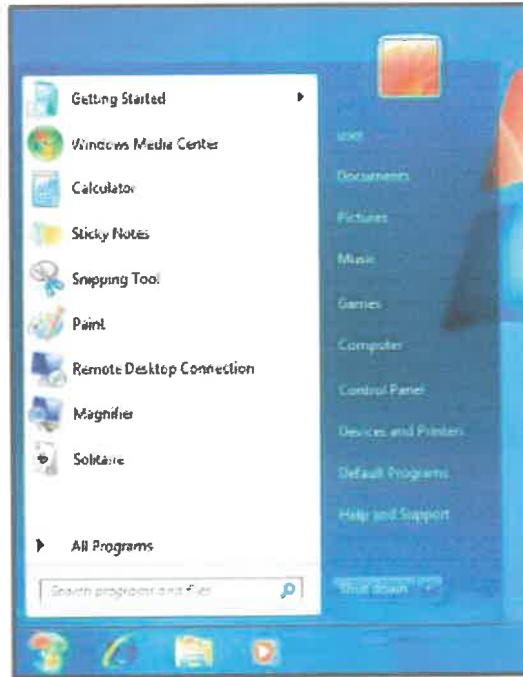 Getting Started
Windows Media Center
Calculator
Sticky Notes
Snipping Tool
Paint
Remote Desktop Connection
Magnifier
Solitaire
All Programs
Search programs and files
user
Documents
Pictures
Music
Games
Computer
Control Panel
Devices and Printers
Default Programs
Help and Support
Shut down